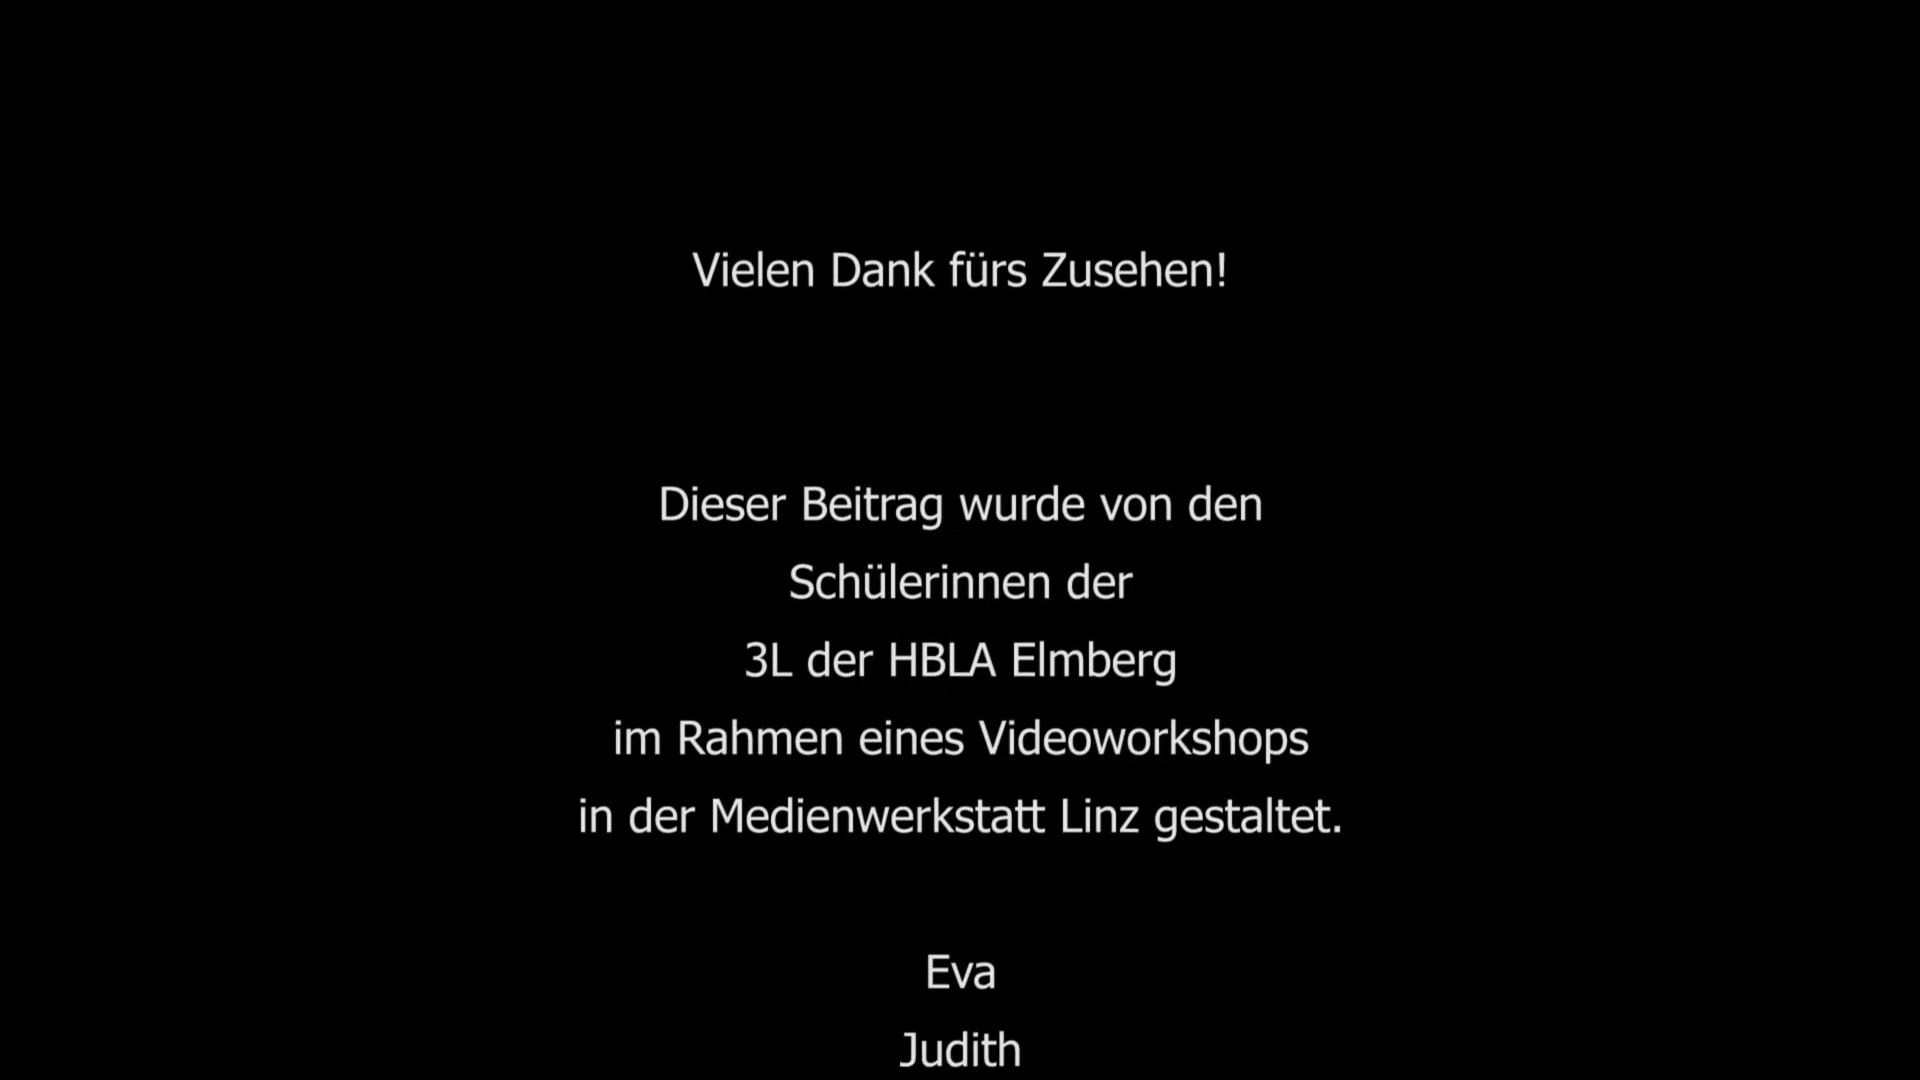 Vielen Dank fürs Zusehen!
Dieser Beitrag wurde von den
Schülerinnen der
3L der HBLA Elmberg
im Rahmen eines Videoworkshops
in der Medienwerkstatt Linz gestaltet.
Eva
Judith